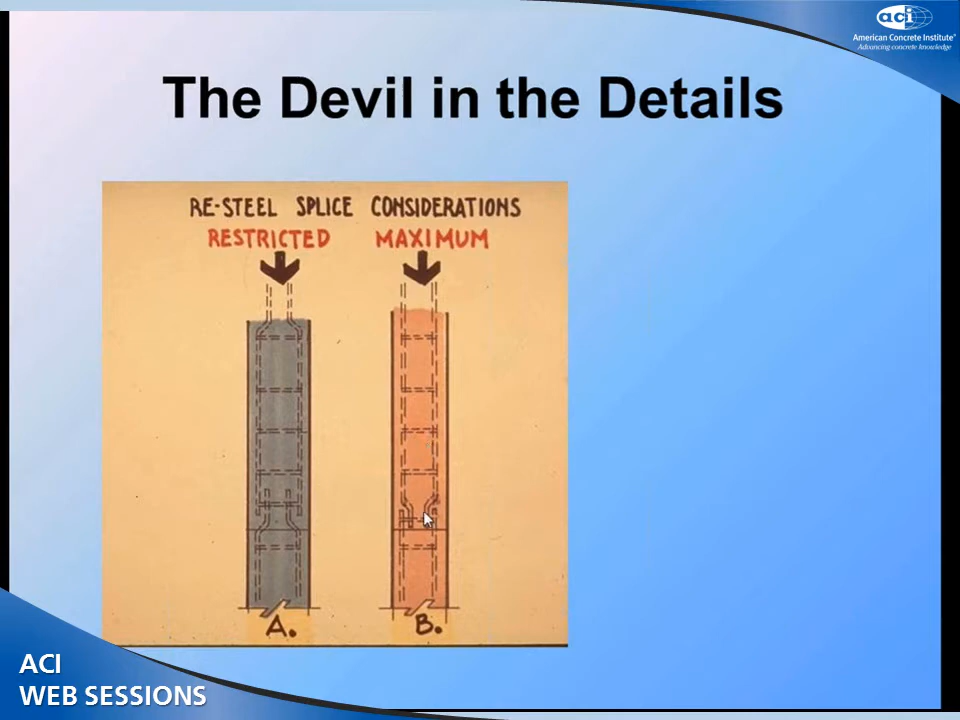 aci
American Concrete Institute®
Advancing concrete knowledge
The Devil in the Details
RE-STEEL SPLICE CONSIDERATIONS
RESTRICTED MAXIMUM
A. B.
ACI
WEB SESSIONS